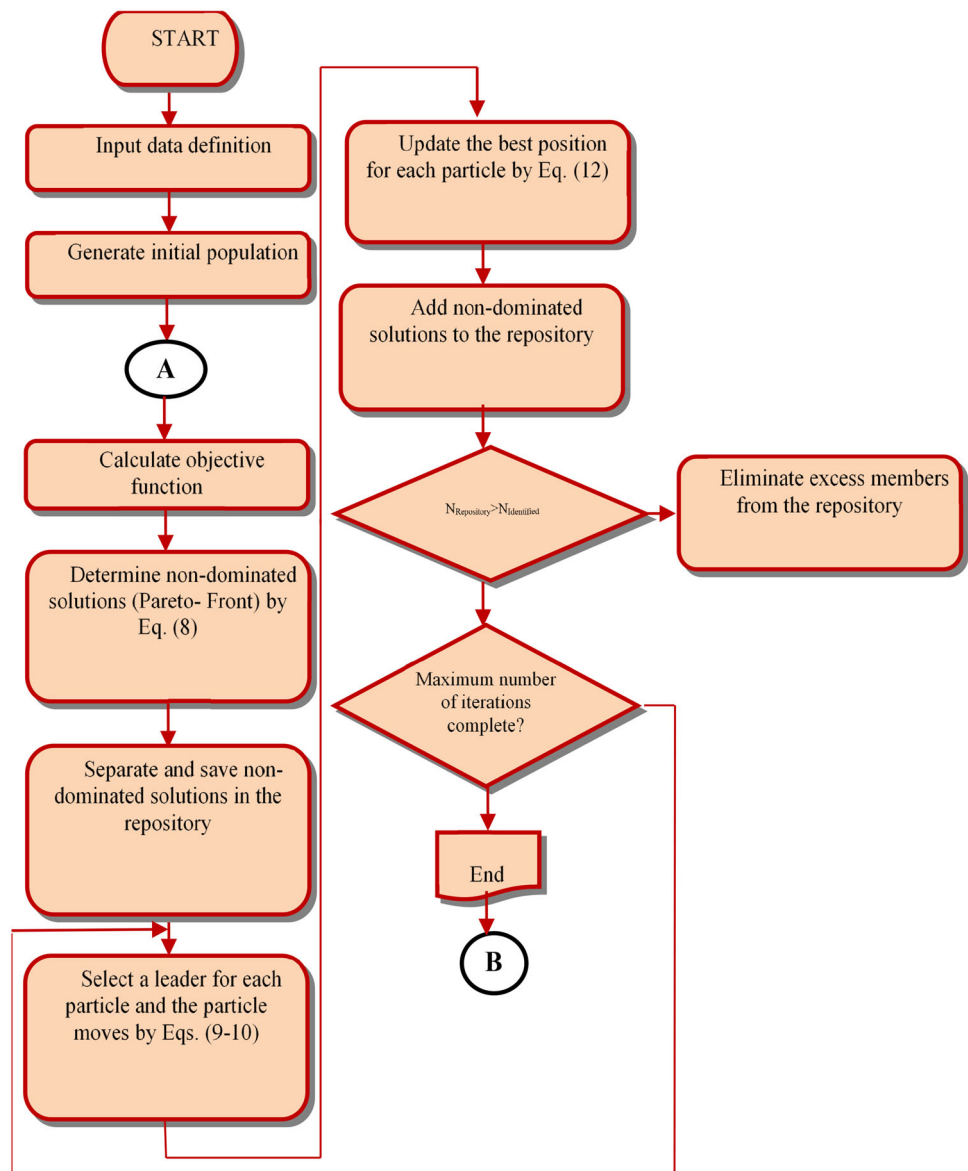 START
Input data definition
Generate initial population
A
Calculate objective
function
Determine non-dominated
solutions (Pareto- Front) by
Eq. (8)
Separate and save non-
dominated solutions in the
repository
Select a leader for each
particle and the particle
moves by Eqs. (9-10)
Update the best position
for each particle by Eq. (12)
Add non-dominated
solutions to the repository
NRepository>NIdentified
Eliminate excess members
from the repository
Maximum number
of iterations
complete?
End
B